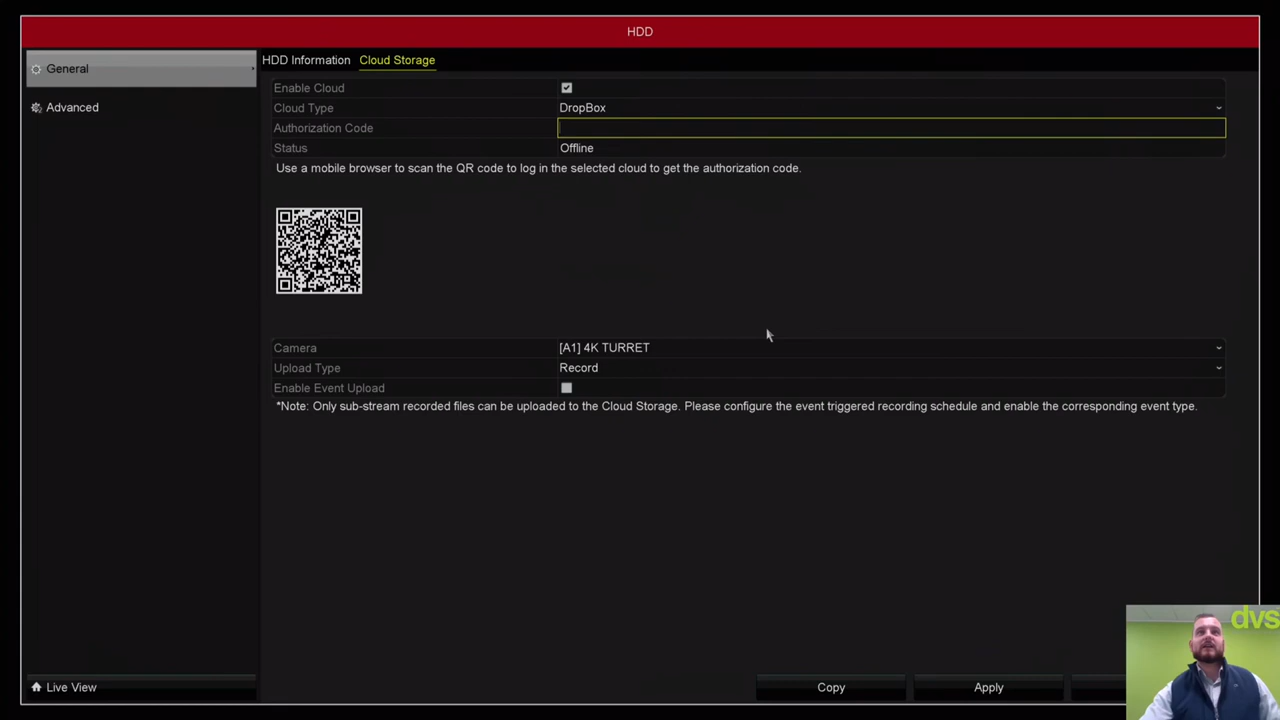 HDD
General
Advanced
HDD Information Cloud Storage
Enable Cloud
Cloud Type DropBox
Authorization Code
Status Offline
Use a mobile browser to scan the QR code to log in the selected cloud to get the authorization code.
Camera [A1] 4K TURRET
Upload Type Record
Enable Event Upload
*Note: Only sub-stream recorded files can be uploaded to the Cloud Storage. Please configure the event triggered recording schedule and enable the corresponding event type.
dvs
Live View
Copy Apply